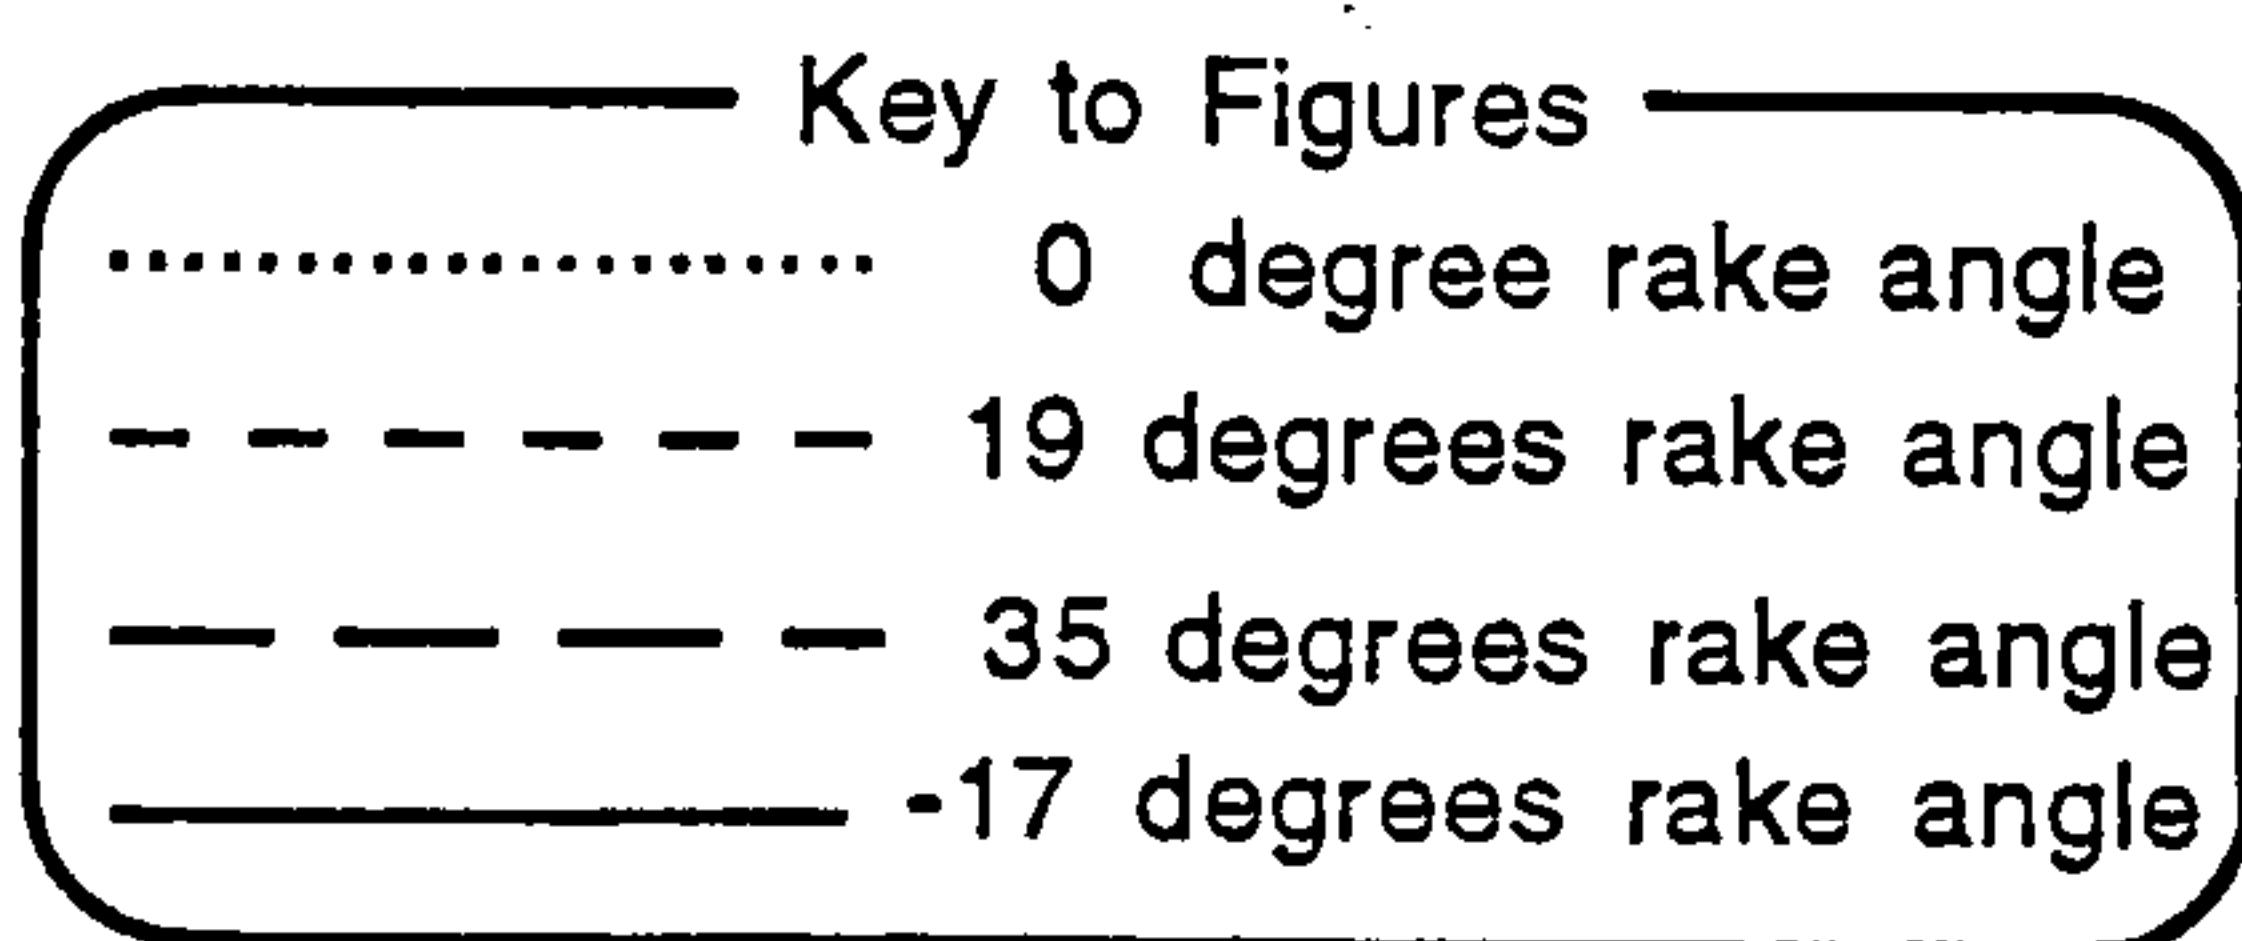 Key to Figures
0 degree rake angle
19 degrees rake angle
35 degrees rake angle
-17 degrees rake angle